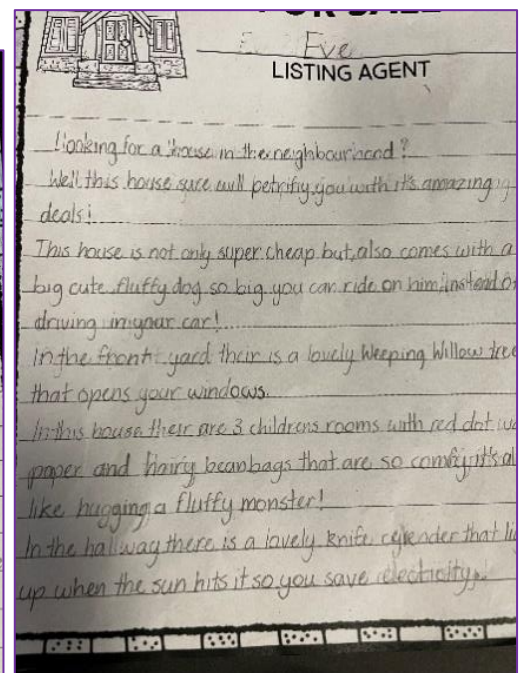 FOR SALE
Eve
LISTING AGENT
Looking for a house in the neighbourhood?
Well this house sure will petrify you with it's amazing
deals!
This house is not only super cheap but also comes with a
big cute fluffy dog so big you can ride on him instead of
driving in your car!
In the front yard their is a lovely Weeping Willow tree
that opens your windows.
In this house their are 3 childrens rooms with red dot
paper and hairy beanbags that are so comfy it's al
like hugging a fluffy monster!
In the hallway there is a lovely knife that li
up when the sun hits it so you save electricity.